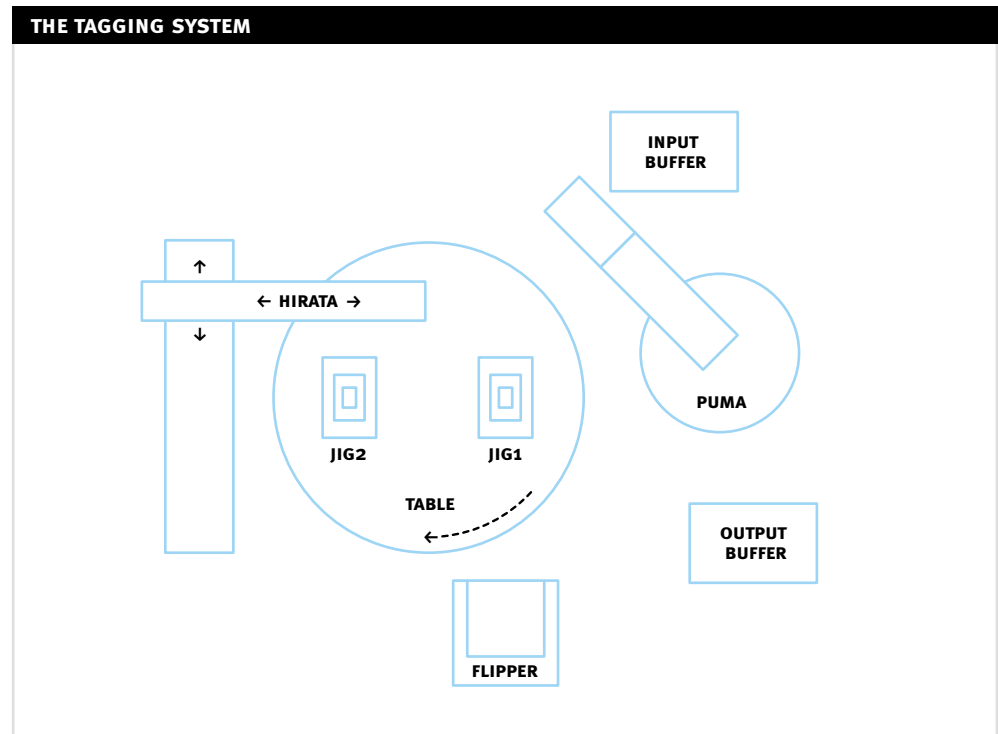 THE TAGGING SYSTEM
INPUT
BUFFER
↑
← HIRATA →
↓
PUMA
JIG2
JIG1
TABLE
←
OUTPUT
BUFFER
FLIPPER